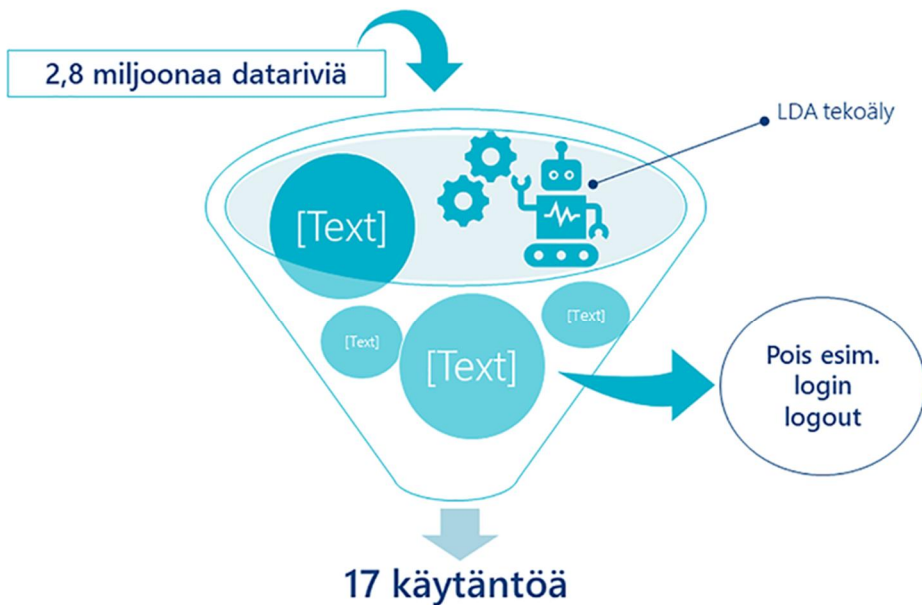 2,8 miljoonaa datariviä
LDA tekoäly
[Text]
[Text]
[Text]
[Text]
Pois esim.
login
logout
17 käytäntöä